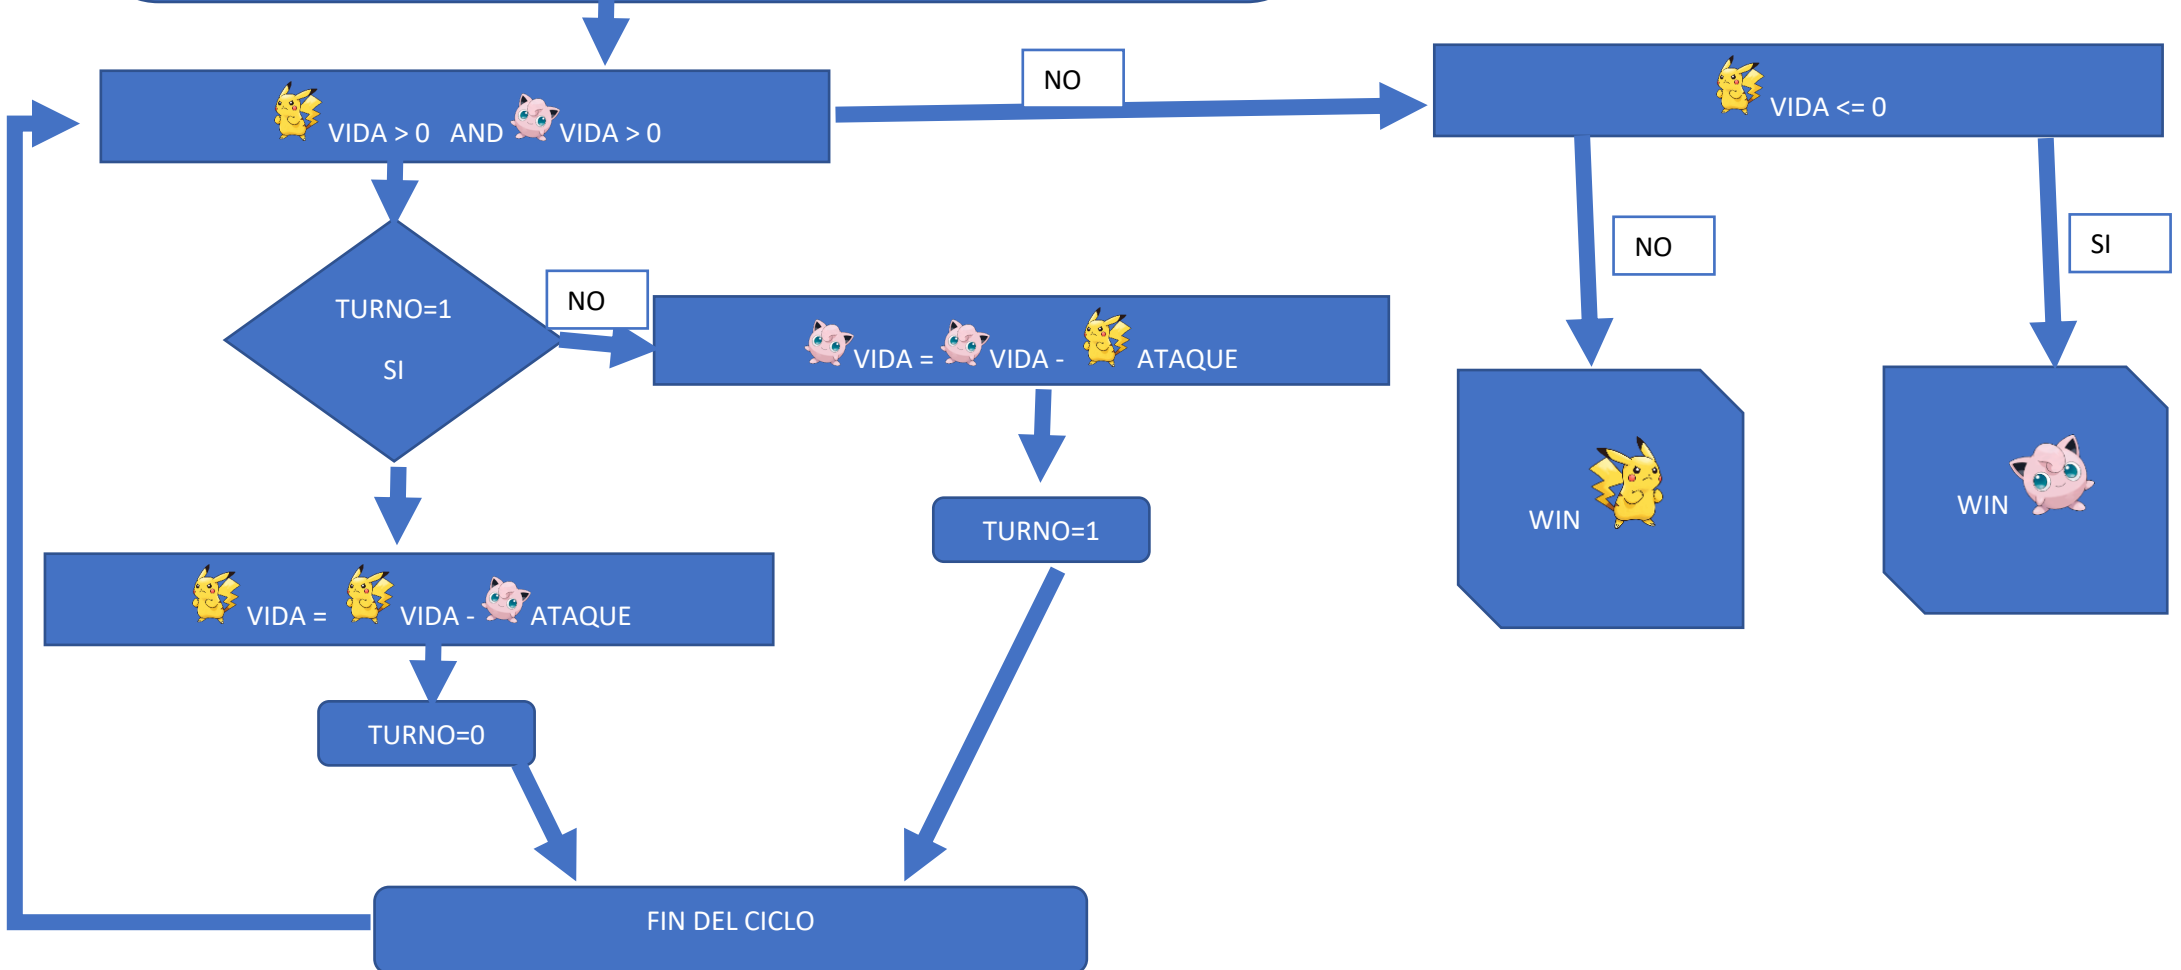 VIDA > 0 AND VIDA > 0
NO
VIDA <= 0
NO
SI
TURNO=1
SI
NO
VIDA = VIDA - ATAQUE
TURNO=1
WIN
WIN
VIDA = VIDA - ATAQUE
TURNO=0
FIN DEL CICLO